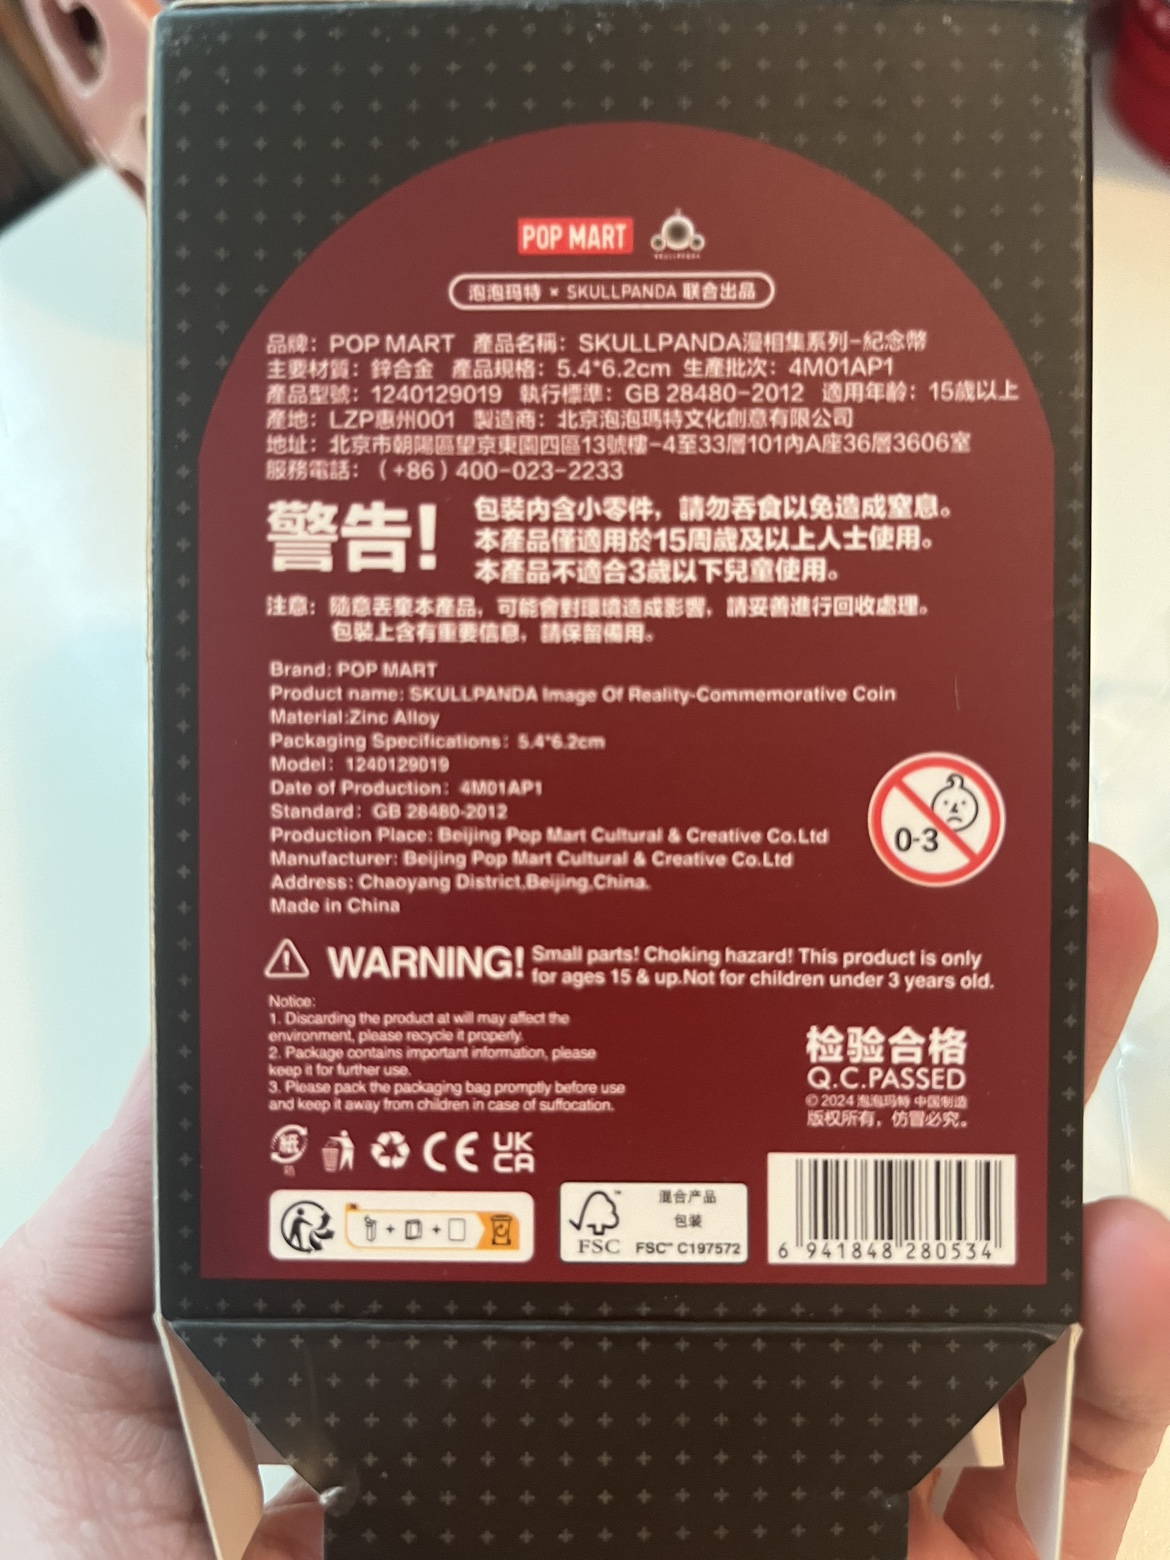 POP MART
泡泡玛特 × SKULLPANDA 联合出品
品牌：POP MART 產品名稱：SKULLPANDA漫相集系列-紀念幣
主要材質：鋅合金 產品規格：5.4*6.2cm 生產批次：4M01AP1
產品型號：1240129019 執行標準：GB 28480-2012 適用年齡：15歲以上
產地：LZP惠州001 製造商：北京泡泡瑪特文化創意有限公司
地址：北京市朝陽區望京東園四區13號樓-4至33層101內A座36層3606室
服務電話：（+86）400-023-2233
警告！
包裝內含小零件，請勿吞食以免造成窒息。
本產品僅適用於15周歲及以上人士使用。
本產品不適合3歲以下兒童使用。
注意：隨意丟棄本產品，可能會對環境造成影響，請妥善進行回收處理。
包裝上含有重要信息，請保留備用。
Brand: POP MART
Product name: SKULLPANDA Image Of Reality-Commemorative Coin
Material:Zinc Alloy
Packaging Specifications: 5.4*6.2cm
Model: 1240129019
Date of Production: 4M01AP1
Standard: GB 28480-2012
Production Place: Beijing Pop Mart Cultural & Creative Co.Ltd
Manufacturer: Beijing Pop Mart Cultural & Creative Co.Ltd
Address: Chaoyang District,Beijing,China.
Made in China
0-3
WARNING! Small parts! Choking hazard! This product is only
for ages 15 & up.Not for children under 3 years old.
Notice:
1. Discarding the product at will may affect the
environment, please recycle it properly.
2. Package contains important information, please
keep it for further use.
3. Please pack the packaging bag promptly before use
and keep it away from children in case of suffocation.
检验合格
Q.C.PASSED
© 2024 泡泡玛特 中国制造
版权所有，仿冒必究。
紙
CE
UK
CA
FSC
混合产品
包装
FSC™ C197572
6 941848 280534